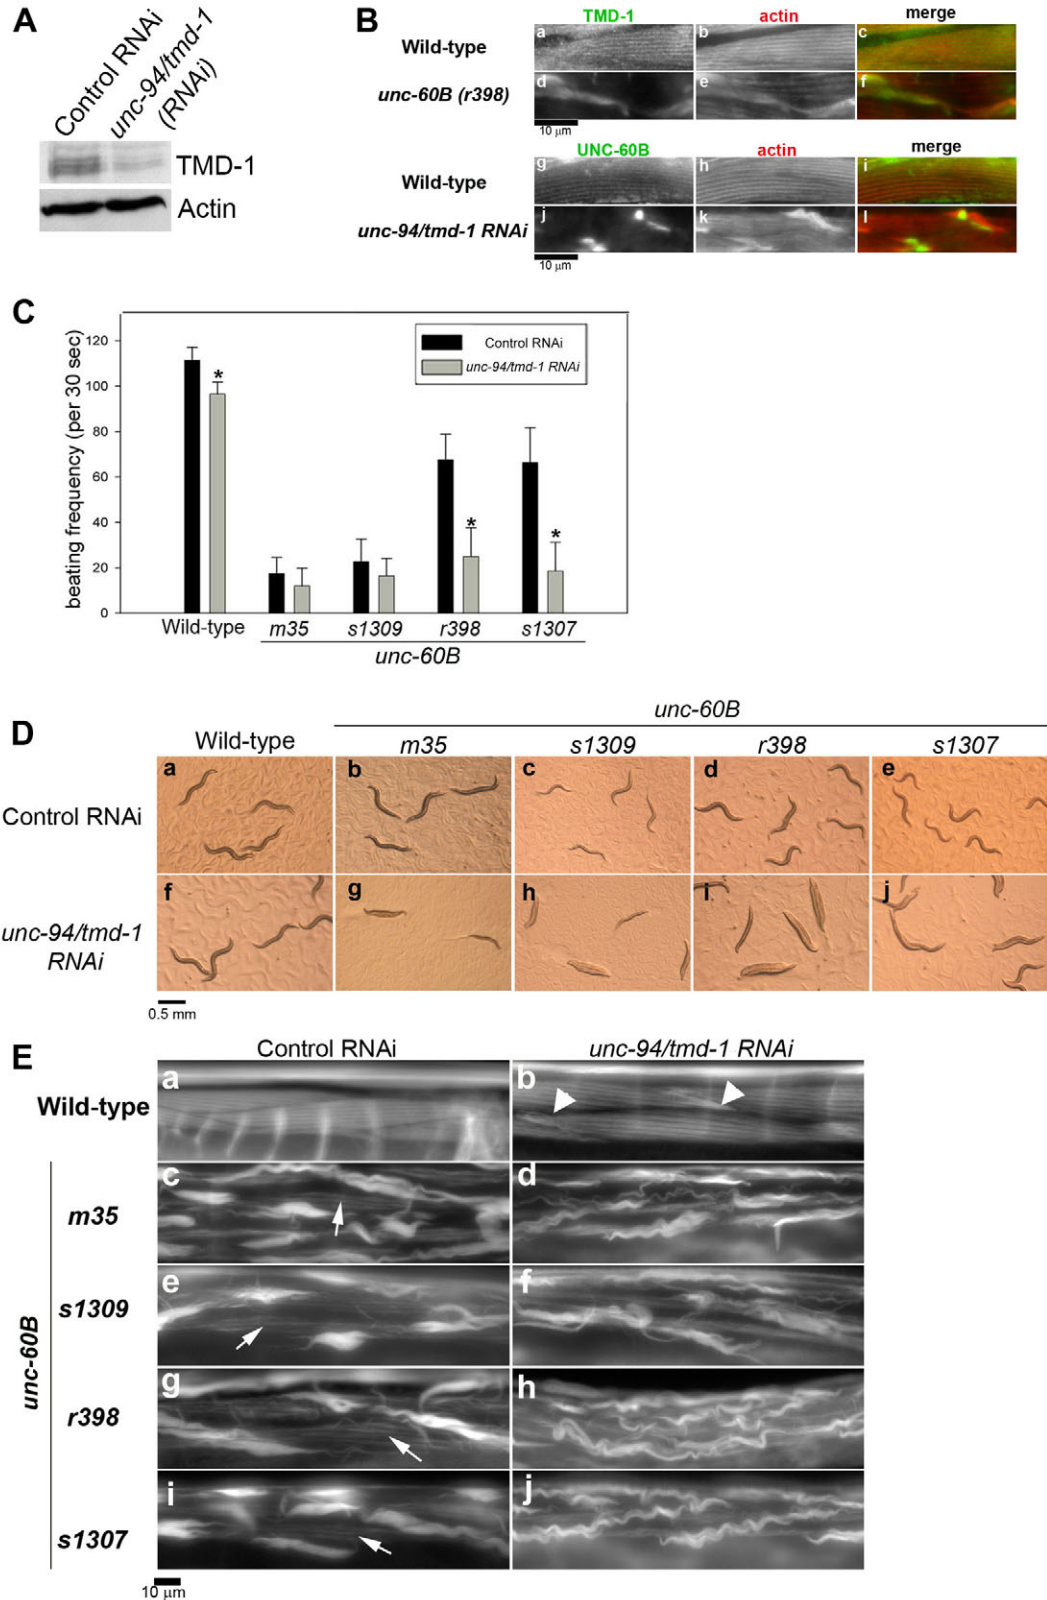 A
Control RNAi
unc-94/tmd-1
(RNAi)
TMD-1
Actin
B
TMD-1 actin merge
Wild-type a b c
unc-60B (r398) d e f
10 μm
UNC-60B actin merge
Wild-type g h i
unc-94/tmd-1 RNAi j k l
10 μm
C
beating frequency (per 30 sec)
120
100
80
60
40
20
0
Control RNAi
unc-94/tmd-1 RNAi
*
*
*
Wild-type m35 s1309 r398 s1307
unc-60B
D
unc-60B
Wild-type m35 s1309 r398 s1307
Control RNAi a b c d e
unc-94/tmd-1
RNAi
f g h i j
0.5 mm
E
Control RNAi unc-94/tmd-1 RNAi
Wild-type a b
unc-60B
m35 c d
s1309 e f
r398 g h
s1307 i j
10 μm